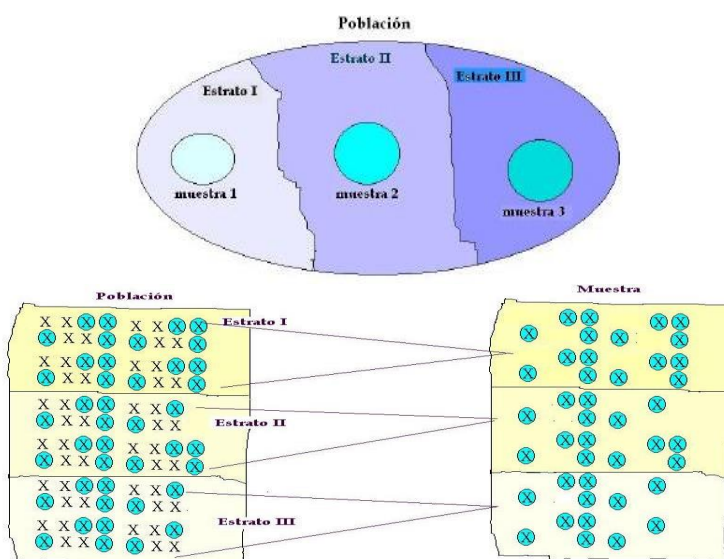 Población
Estrato I
Estrato II
Estrato III
muestra 1
muestra 2
muestra 3
Población
Muestra
Estrato I
Estrato II
Estrato III